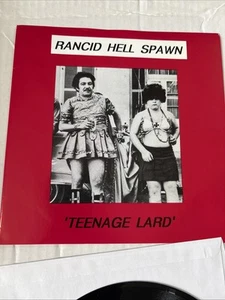 RANCID HELL SPAWN
'TEENAGE LARD'